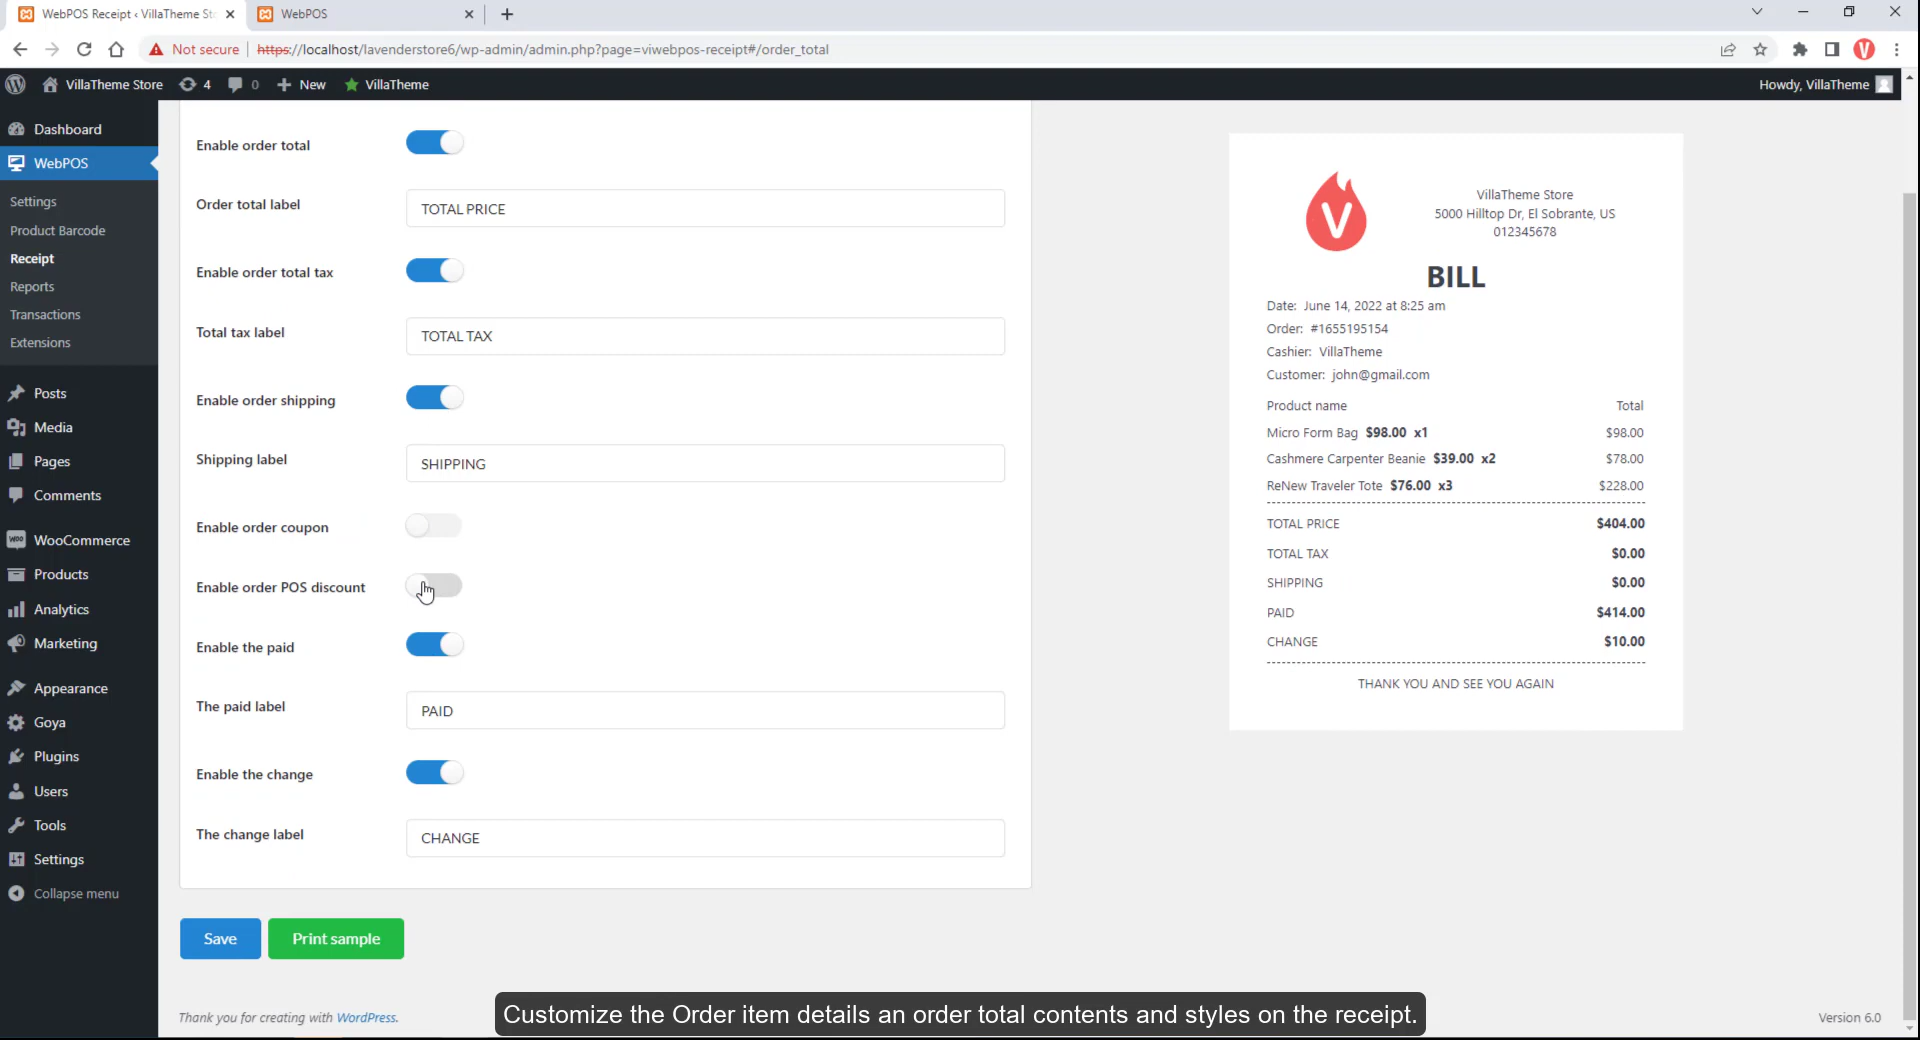 WebPOS Receipt ‹ VillaTheme St
WebPOS
Not secure
https://localhost/lavenderstore6/wp-admin/admin.php?page=viwebpos-receipt#/order_total
V
VillaTheme Store
4
0
New
VillaTheme
Howdy, VillaTheme
Dashboard
WebPOS
Settings
Product Barcode
Receipt
Reports
Transactions
Extensions
Posts
Media
Pages
Comments
WooCommerce
Products
Analytics
Marketing
Appearance
Goya
Plugins
Users
Tools
Settings
Collapse menu
Enable order total
Order total label
TOTAL PRICE
Enable order total tax
Total tax label
TOTAL TAX
Enable order shipping
Shipping label
SHIPPING
Enable order coupon
Enable order POS discount
Enable the paid
The paid label
PAID
Enable the change
The change label
CHANGE
Save
Print sample
V
VillaTheme Store
5000 Hilltop Dr, El Sobrante, US
012345678
BILL
Date: June 14, 2022 at 8:25 am
Order: #1655195154
Cashier: VillaTheme
Customer: john@gmail.com
Product name Total
Micro Form Bag $98.00 x1 $98.00
Cashmere Carpenter Beanie $39.00 x2 $78.00
ReNew Traveler Tote $76.00 x3 $228.00
TOTAL PRICE $404.00
TOTAL TAX $0.00
SHIPPING $0.00
PAID $414.00
CHANGE $10.00
THANK YOU AND SEE YOU AGAIN
Thank you for creating with WordPress.
Customize the Order item details an order total contents and styles on the receipt.
Version 6.0